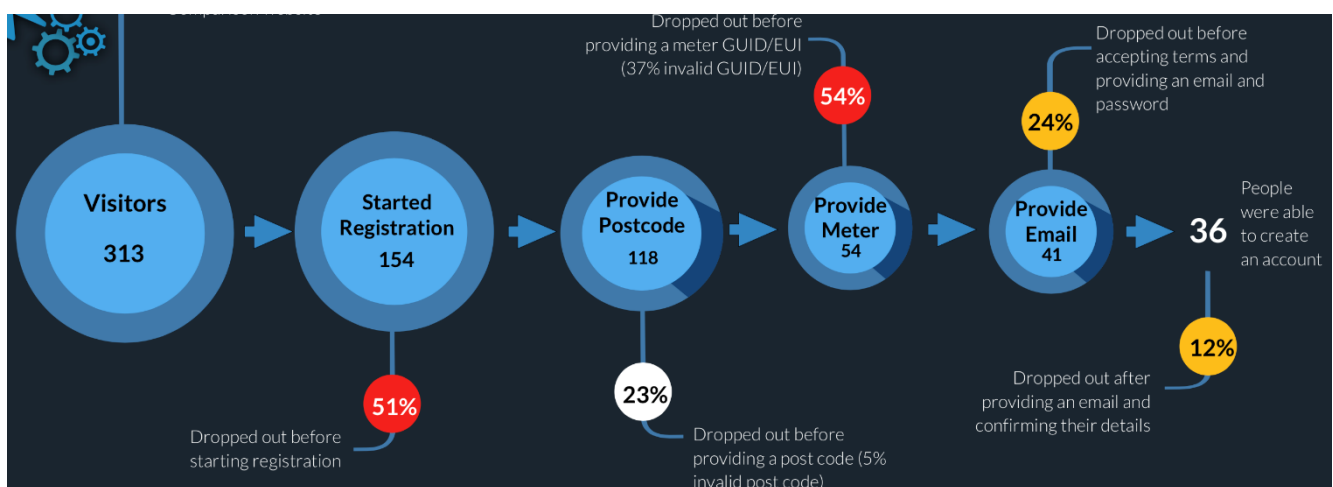 Dropped out before
providing a meter GUID/EUI
(37% invalid GUID/EUI)
54%
Dropped out before
accepting terms and
providing an email and
password
24%
Visitors
313
Started
Registration
154
Provide
Postcode
118
Provide
Meter
54
Provide
Email
41
36
People
were able
to create
an account
51%
Dropped out before
starting registration
23%
Dropped out before
providing a post code (5%
invalid post code)
12%
Dropped out after
providing an email and
confirming their details